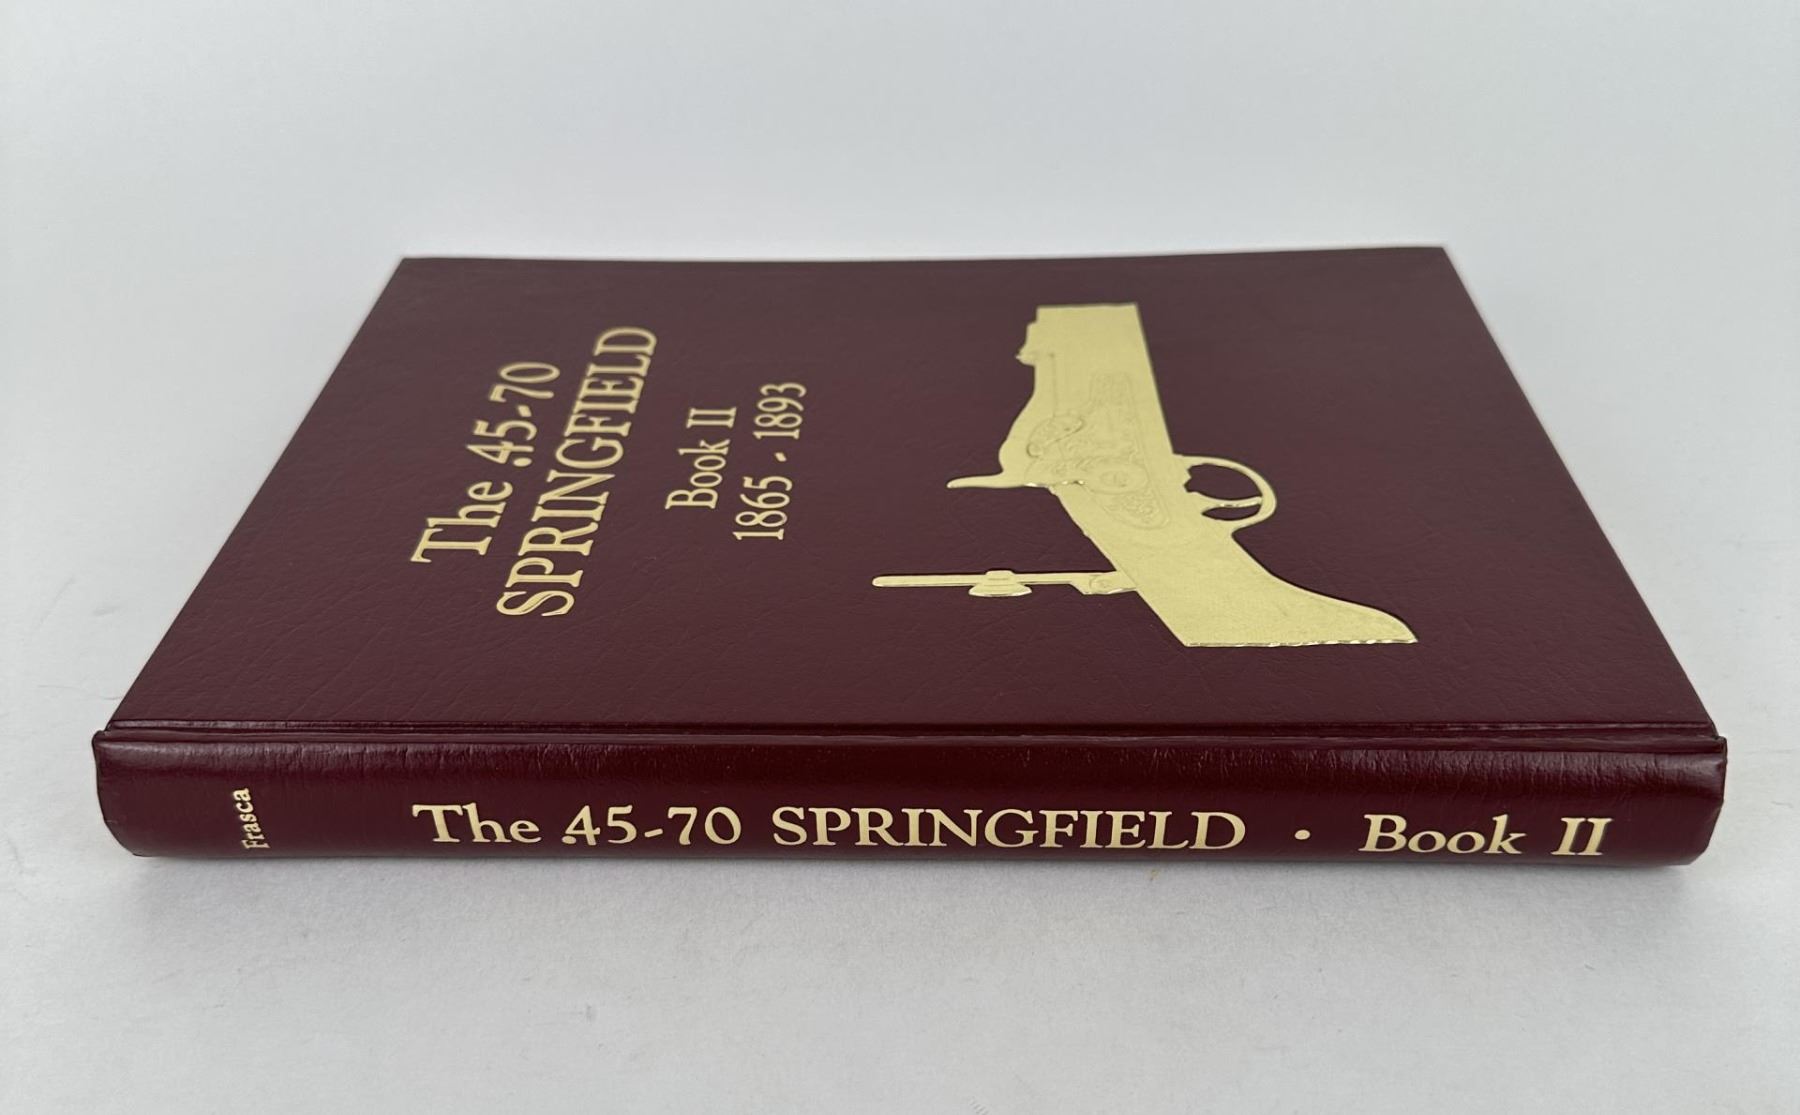 The .45-70
SPRINGFIELD
Book II
1865 - 1893
Frasca
The .45-70 SPRINGFIELD • Book II